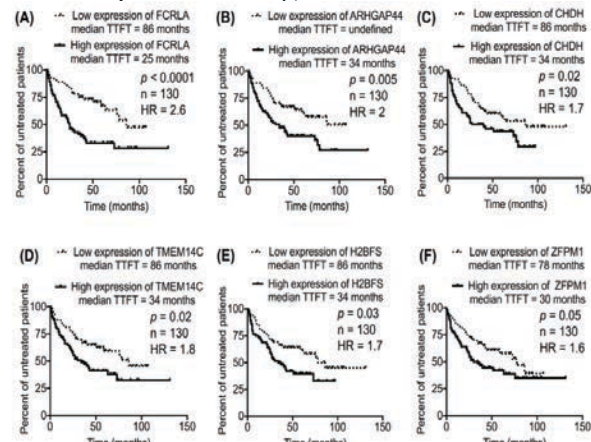 (A) Low expression of FCRLA
median TTFT = 86 months
High expression of FCRLA
median TTFT = 25 months
p < 0.0001
n = 130
HR = 2.6
Percent of untreated patients
100
75
50
25
0
0 50 100 150
Time (months)
(B) Low expression of ARHGAP44
median TTFT = undefined
High expression of ARHGAP44
median TTFT = 34 months
p = 0.005
n = 130
HR = 2
Percent of untreated patients
100
75
50
25
0
0 50 100 150
Time (months)
(C) Low expression of CHDH
median TTFT = 86 months
High expression of CHDH
median TTFT = 34 months
p = 0.02
n = 130
HR = 1.7
Percent of untreated patients
100
75
50
25
0
0 50 100 150
Time (months)
(D) Low expression of TMEM14C
median TTFT = 86 months
High expression of TMEM14C
median TTFT = 34 months
p = 0.02
n = 130
HR = 1.8
Percent of untreated patients
100
75
50
25
0
0 50 100 150
Time (months)
(E) Low expression of H2BFS
median TTFT = 86 months
High expression of H2BFS
median TTFT = 34 months
p = 0.03
n = 130
HR = 1.7
Percent of untreated patients
100
75
50
25
0
0 50 100 150
Time (months)
(F) Low expression of ZFPM1
median TTFT = 78 months
High expression of ZFPM1
median TTFT = 30 months
p = 0.05
n = 130
HR = 1.6
Percent of untreated patients
100
75
50
25
0
0 50 100 150
Time (months)